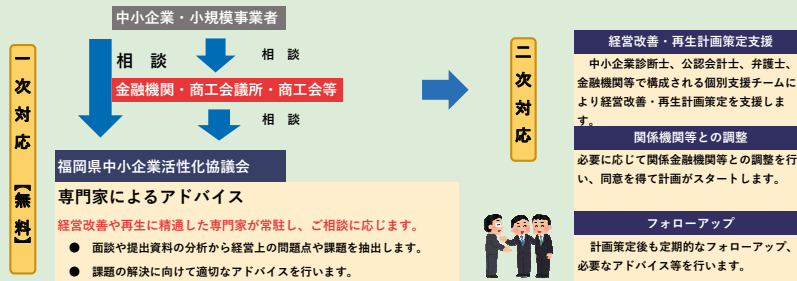 中小企業・小規模事業者
一次対応 【無料】
相　談
相　談
金融機関・商工会議所・商工会等
相　談
福岡県中小企業活性化協議会
専門家によるアドバイス
経営改善や再生に精通した専門家が常駐し、ご相談に応じます。
● 面談や提出資料の分析から経営上の問題点や課題を抽出します。
● 課題の解決に向けて適切なアドバイスを行います。
二次対応
経営改善・再生計画策定支援
中小企業診断士、公認会計士、弁護士、
金融機関等で構成される個別支援チームに
より経営改善・再生計画策定を支援しま
す。
関係機関等との調整
必要に応じて関係金融機関等との調整を行
い、同意を得て計画がスタートします。
フォローアップ
計画策定後も定期的なフォローアップ、
必要なアドバイス等を行います。